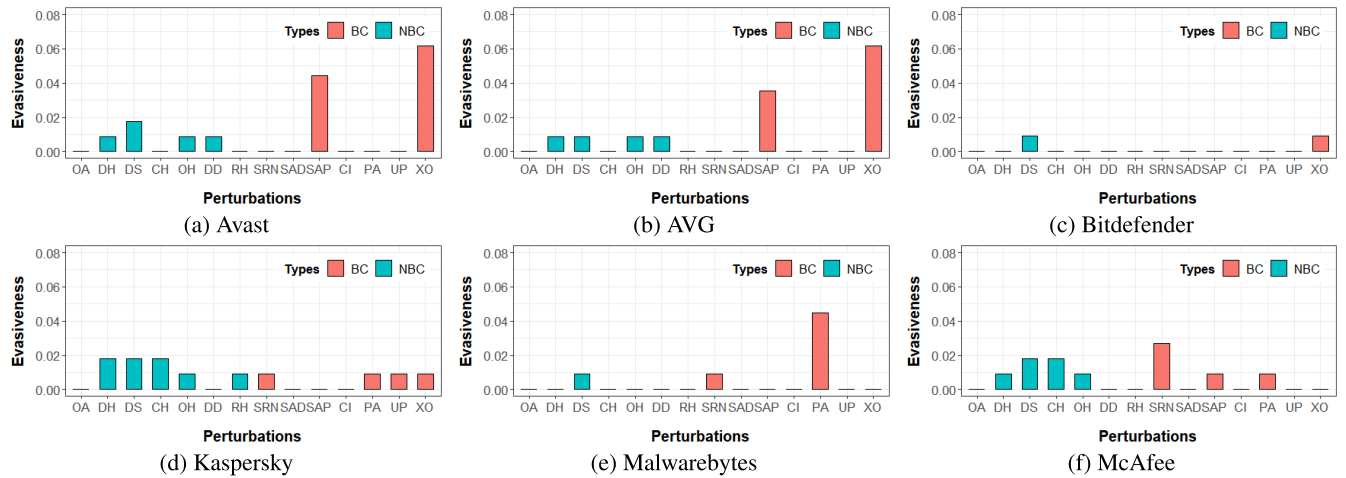 0.08
0.06
0.04
0.02
0.00
Evasiveness
Types BC NBC
OA DH DS CH OH DD RH SRN SAD SAP CI PA UP XO
Perturbations
(a) Avast
0.08
0.06
0.04
0.02
0.00
Evasiveness
Types BC NBC
OA DH DS CH OH DD RH SRN SAD SAP CI PA UP XO
Perturbations
(b) AVG
0.08
0.06
0.04
0.02
0.00
Evasiveness
Types BC NBC
OA DH DS CH OH DD RH SRN SAD SAP CI PA UP XO
Perturbations
(c) Bitdefender
0.08
0.06
0.04
0.02
0.00
Evasiveness
Types BC NBC
OA DH DS CH OH DD RH SRN SAD SAP CI PA UP XO
Perturbations
(d) Kaspersky
0.08
0.06
0.04
0.02
0.00
Evasiveness
Types BC NBC
OA DH DS CH OH DD RH SRN SAD SAP CI PA UP XO
Perturbations
(e) Malwarebytes
0.08
0.06
0.04
0.02
0.00
Evasiveness
Types BC NBC
OA DH DS CH OH DD RH SRN SAD SAP CI PA UP XO
Perturbations
(f) McAfee